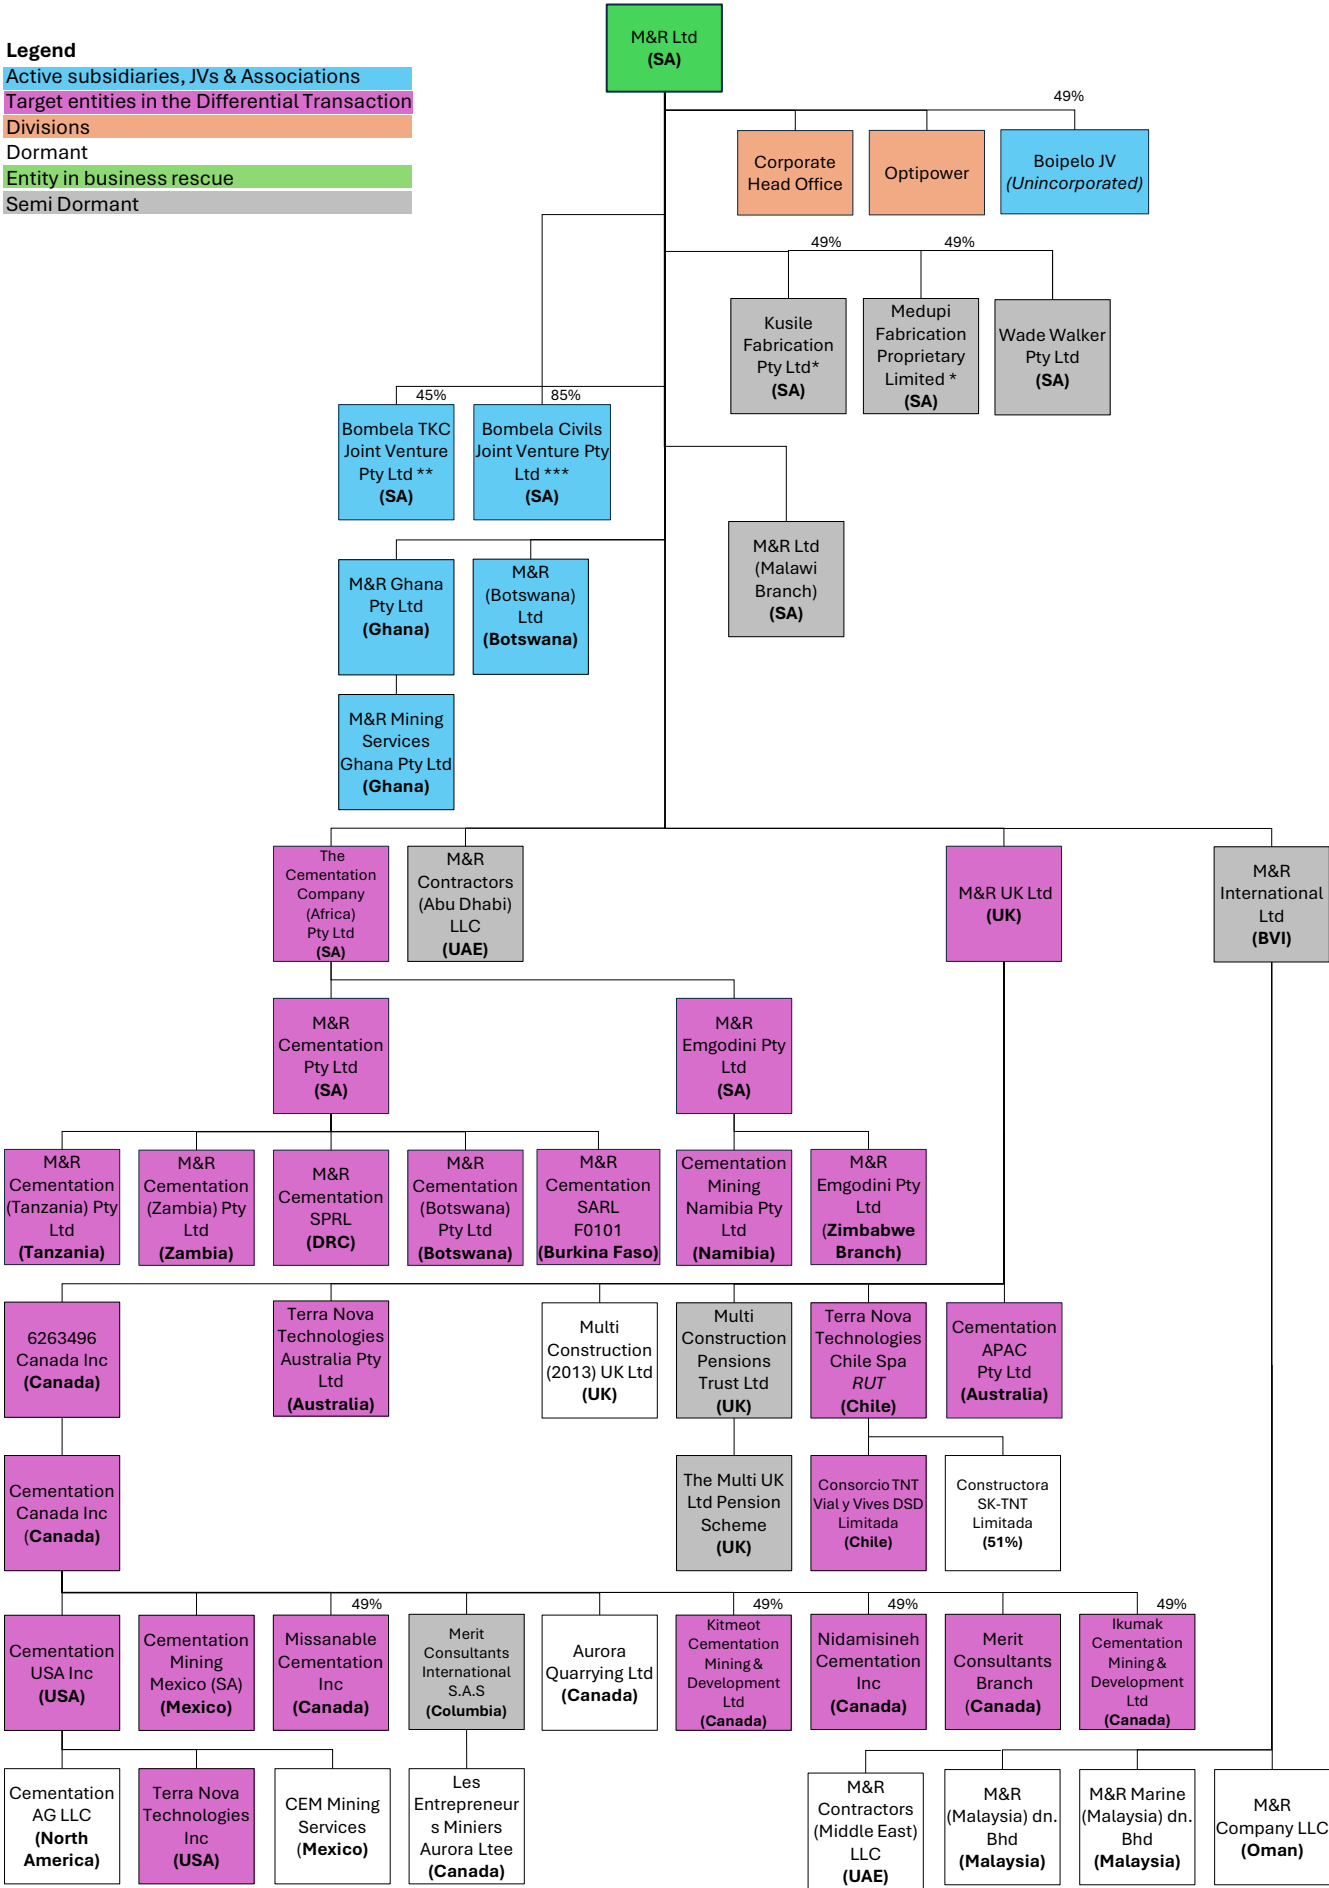 M&R Ltd
(SA)
Legend
Active subsidiaries, JVs & Associations
Target entities in the Differential Transaction
Divisions
Dormant
Entity in business rescue
Semi Dormant
49%
Corporate
Head Office
Optipower
Boipelo JV
(Unincorporated)
49%
49%
Kusile
Fabrication
Pty Ltd*
(SA)
Medupi
Fabrication
Proprietary
Limited *
(SA)
Wade Walker
Pty Ltd
(SA)
45%
85%
Bombela TKC
Joint Venture
Pty Ltd **
(SA)
Bombela Civils
Joint Venture Pty
Ltd ***
(SA)
M&R Ltd
(Malawi
Branch)
(SA)
M&R Ghana
Pty Ltd
(Ghana)
M&R
(Botswana)
Ltd
(Botswana)
M&R Mining
Services
Ghana Pty Ltd
(Ghana)
The
Cementation
Company
(Africa)
Pty Ltd
(SA)
M&R
Contractors
(Abu Dhabi)
LLC
(UAE)
M&R UK Ltd
(UK)
M&R
International
Ltd
(BVI)
M&R
Cementation
Pty Ltd
(SA)
M&R
Emgodini Pty
Ltd
(SA)
M&R
Cementation
(Tanzania) Pty
Ltd
(Tanzania)
M&R
Cementation
(Zambia) Pty
Ltd
(Zambia)
M&R
Cementation
SPRL
(DRC)
M&R
Cementation
(Botswana)
Pty Ltd
(Botswana)
M&R
Cementation
SARL
F0101
(Burkina Faso)
Cementation
Mining
Namibia Pty
Ltd
(Namibia)
M&R
Emgodini Pty
Ltd
(Zimbabwe
Branch)
6263496
Canada Inc
(Canada)
Terra Nova
Technologies
Australia Pty
Ltd
(Australia)
Multi
Construction
(2013) UK Ltd
(UK)
Multi
Construction
Pensions
Trust Ltd
(UK)
Terra Nova
Technologies
Chile Spa
RUT
(Chile)
Cementation
APAC
Pty Ltd
(Australia)
Cementation
Canada Inc
(Canada)
The Multi UK
Ltd Pension
Scheme
(UK)
Consorcio TNT
Vial y Vives DSD
Limitada
(Chile)
Constructora
SK-TNT
Limitada
(51%)
49%
49%
49%
49%
Cementation
USA Inc
(USA)
Cementation
Mining
Mexico (SA)
(Mexico)
Missanable
Cementation
Inc
(Canada)
Merit
Consultants
International
S.A.S
(Columbia)
Aurora
Quarrying Ltd
(Canada)
Kitmeot
Cementation
Mining &
Development
Ltd
(Canada)
Nidamisineh
Cementation
Inc
(Canada)
Merit
Consultants
Branch
(Canada)
Ikumak
Cementation
Mining &
Development
Ltd
(Canada)
Cementation
AG LLC
(North
America)
Terra Nova
Technologies
Inc
(USA)
CEM Mining
Services
(Mexico)
Les
Entrepreneur
s Miniers
Aurora Ltee
(Canada)
M&R
Contractors
(Middle East)
LLC
(UAE)
M&R
(Malaysia) dn.
Bhd
(Malaysia)
M&R Marine
(Malaysia) dn.
Bhd
(Malaysia)
M&R
Company LLC
(Oman)